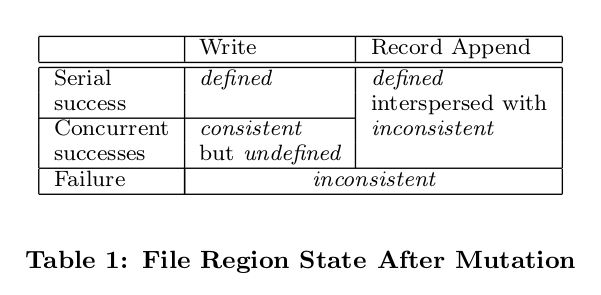 Write Record Append
Serial defined defined
success interspersed with
Concurrent consistent inconsistent
successes but undefined
Failure inconsistent
Table 1: File Region State After Mutation